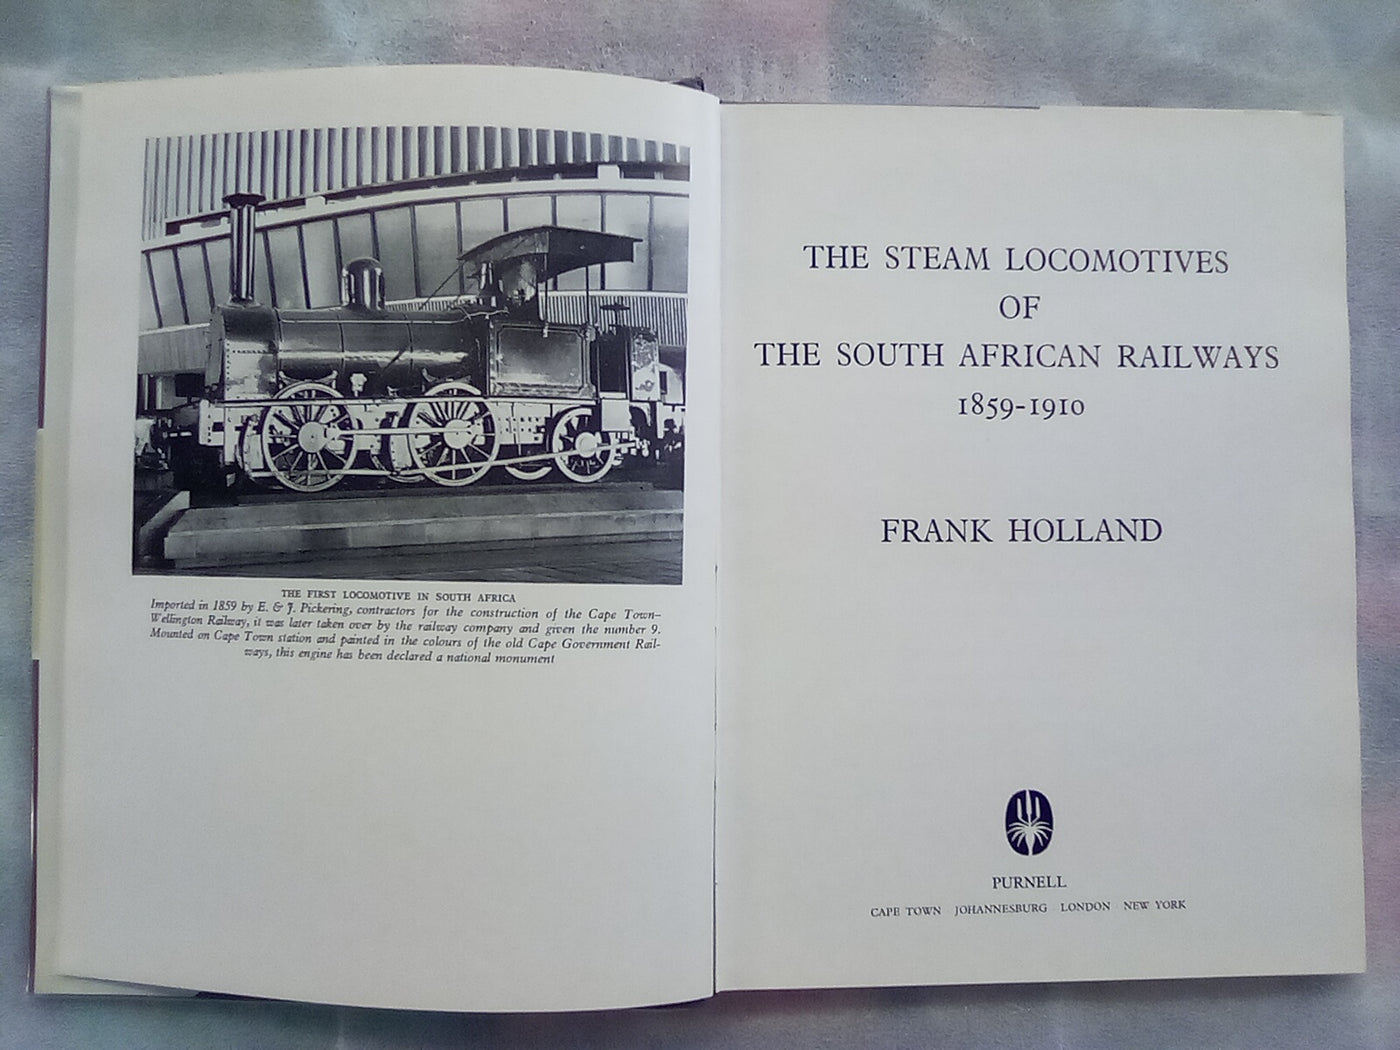 THE FIRST LOCOMOTIVE IN SOUTH AFRICA
Imported in 1859 by E. & J. Pickering, contractors for the construction of the Cape Town–
Wellington Railway, it was later taken over by the railway company and given the number 9.
Mounted on Cape Town station and painted in the colours of the old Cape Government Rail-
ways, this engine has been declared a national monument
THE STEAM LOCOMOTIVES
OF
THE SOUTH AFRICAN RAILWAYS
1859-1910
FRANK HOLLAND
PURNELL
CAPE TOWN JOHANNESBURG LONDON NEW YORK